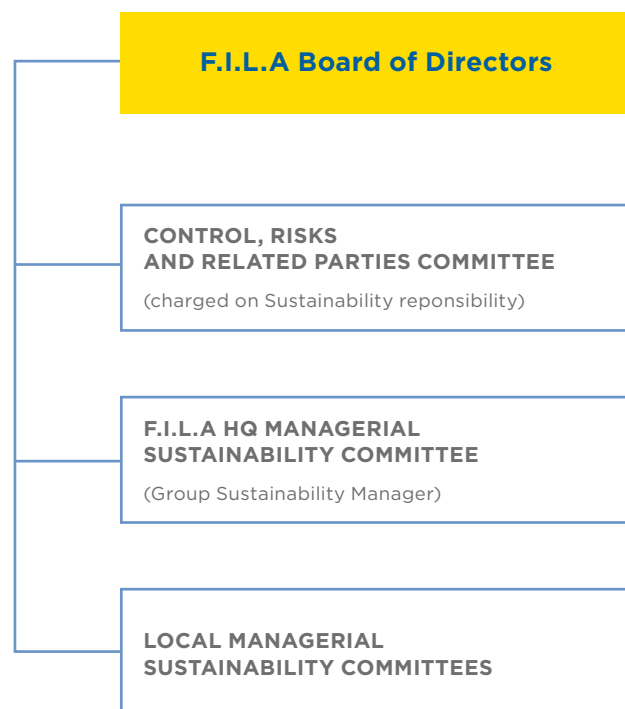 F.I.L.A Board of Directors
CONTROL, RISKS
AND RELATED PARTIES COMMITTEE
(charged on Sustainability reponsibility)
F.I.L.A HQ MANAGERIAL
SUSTAINABILITY COMMITTEE
(Group Sustainability Manager)
LOCAL MANAGERIAL
SUSTAINABILITY COMMITTEES